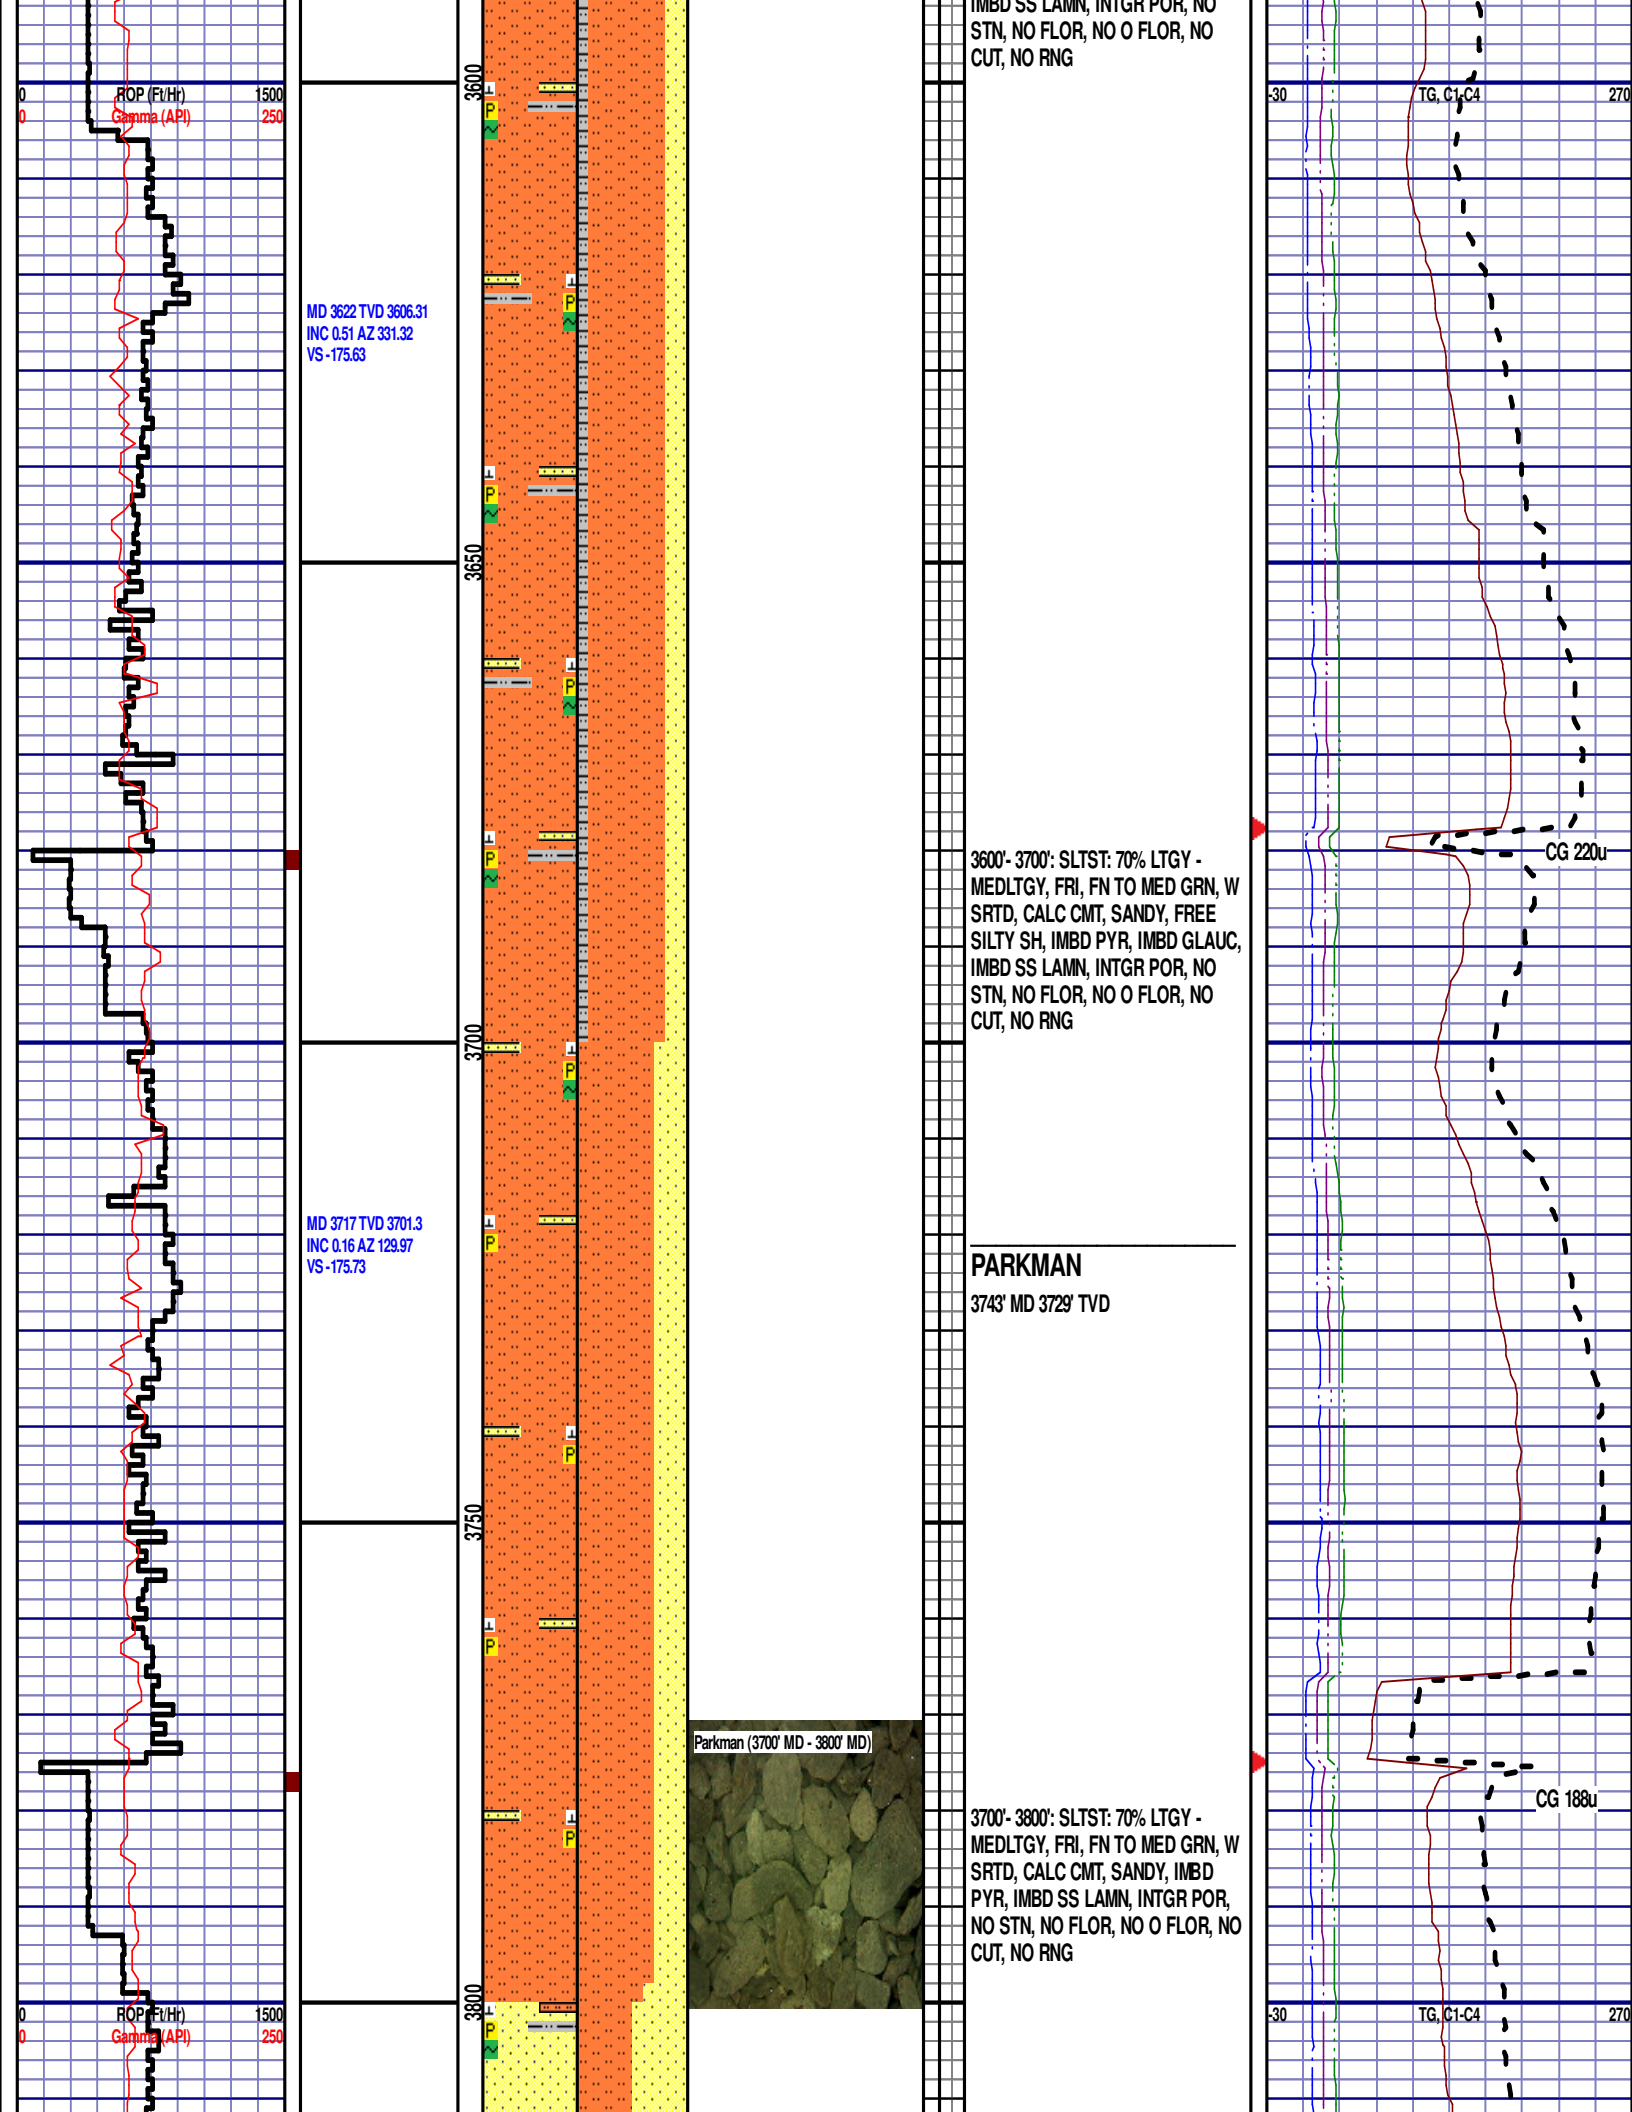 IMBD SS LAMN, INTGR POR, NO
STN, NO FLOR, NO O FLOR, NO
CUT, NO RNG
0 ROP (Ft/Hr) 1500
0 Gamma (API) 250
3600
-30 TG, C1-C4 270
P
P
MD 3622 TVD 3606.31
INC 0.51 AZ 331.32
VS -175.63
P
3650
P
P
CG 220u
3600'- 3700': SLTST: 70% LTGY -
MEDLTGY, FRI, FN TO MED GRN, W
SRTD, CALC CMT, SANDY, FREE
SILTY SH, IMBD PYR, IMBD GLAUC,
IMBD SS LAMN, INTGR POR, NO
STN, NO FLOR, NO O FLOR, NO
CUT, NO RNG
3700
P
MD 3717 TVD 3701.3
INC 0.16 AZ 129.97
VS -175.73
P
PARKMAN
3743' MD 3729' TVD
P
3750
P
Parkman (3700' MD - 3800' MD)
CG 188u
P
3700'- 3800': SLTST: 70% LTGY -
MEDLTGY, FRI, FN TO MED GRN, W
SRTD, CALC CMT, SANDY, IMBD
PYR, IMBD SS LAMN, INTGR POR,
NO STN, NO FLOR, NO O FLOR, NO
CUT, NO RNG
3800
0 ROP (Ft/Hr) 1500
0 Gamma (API) 250
-30 TG, C1-C4 270
P